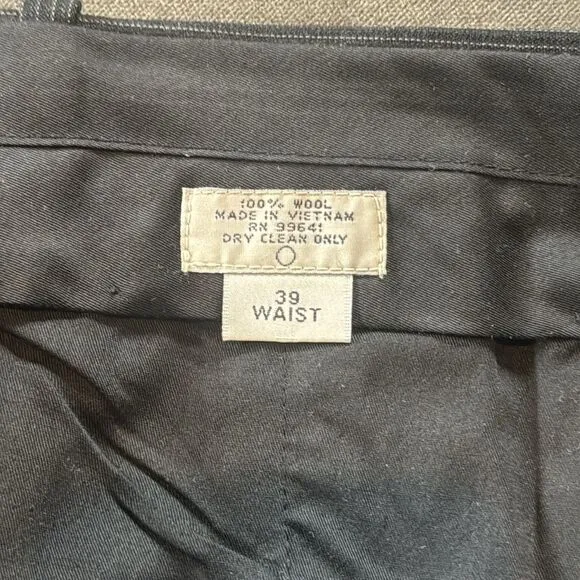 100% WOOL
MADE IN VIETNAM
RN 99641
DRY CLEAN ONLY
39
WAIST